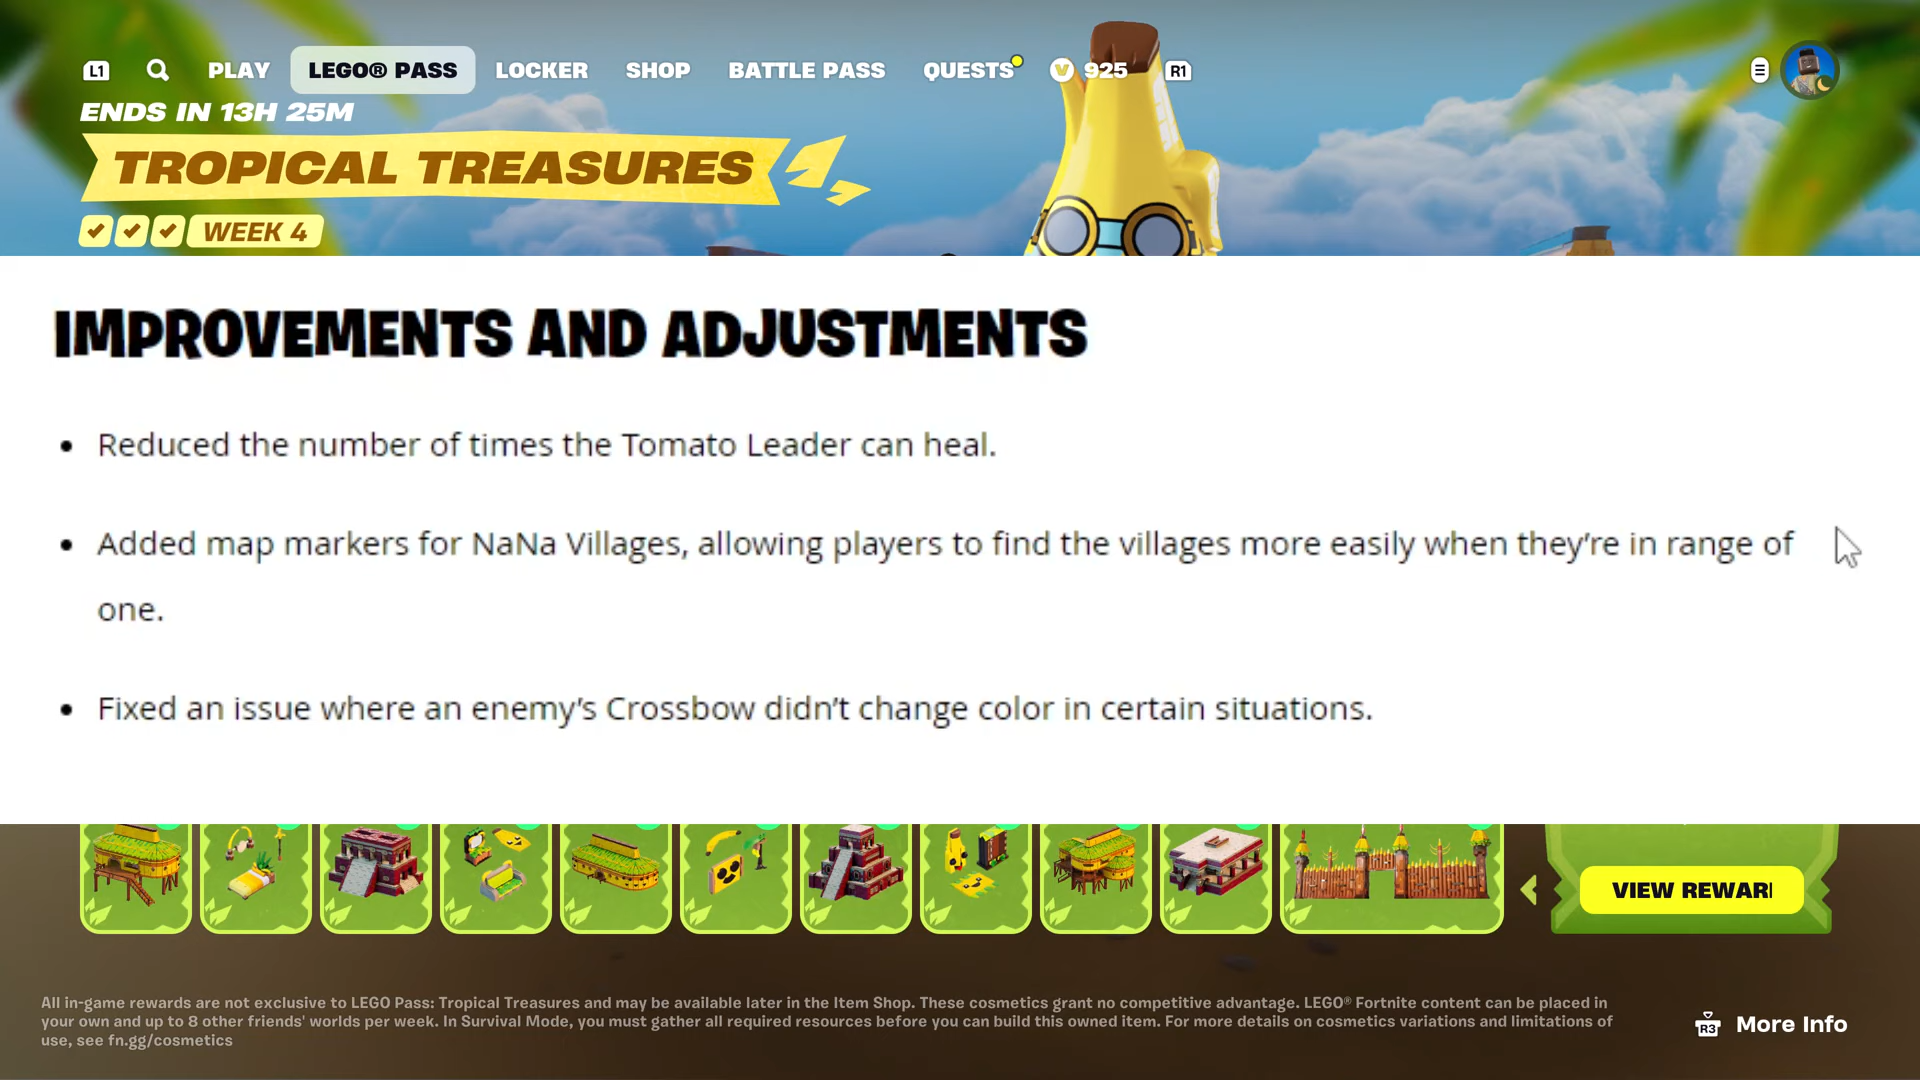 L1 PLAY LEGO® PASS LOCKER SHOP BATTLE PASS QUESTS V 925 R1
ENDS IN 13H 25M
TROPICAL TREASURES
WEEK 4
IMPROVEMENTS AND ADJUSTMENTS
• Reduced the number of times the Tomato Leader can heal.
• Added map markers for NaNa Villages, allowing players to find the villages more easily when they’re in range of
one.
• Fixed an issue where an enemy’s Crossbow didn’t change color in certain situations.
VIEW REWAR
All in-game rewards are not exclusive to LEGO Pass: Tropical Treasures and may be available later in the Item Shop. These cosmetics grant no competitive advantage. LEGO® Fortnite content can be placed in
your own and up to 8 other friends' worlds per week. In Survival Mode, you must gather all required resources before you can build this owned item. For more details on cosmetics variations and limitations of
use, see fn.gg/cosmetics
R3 More Info